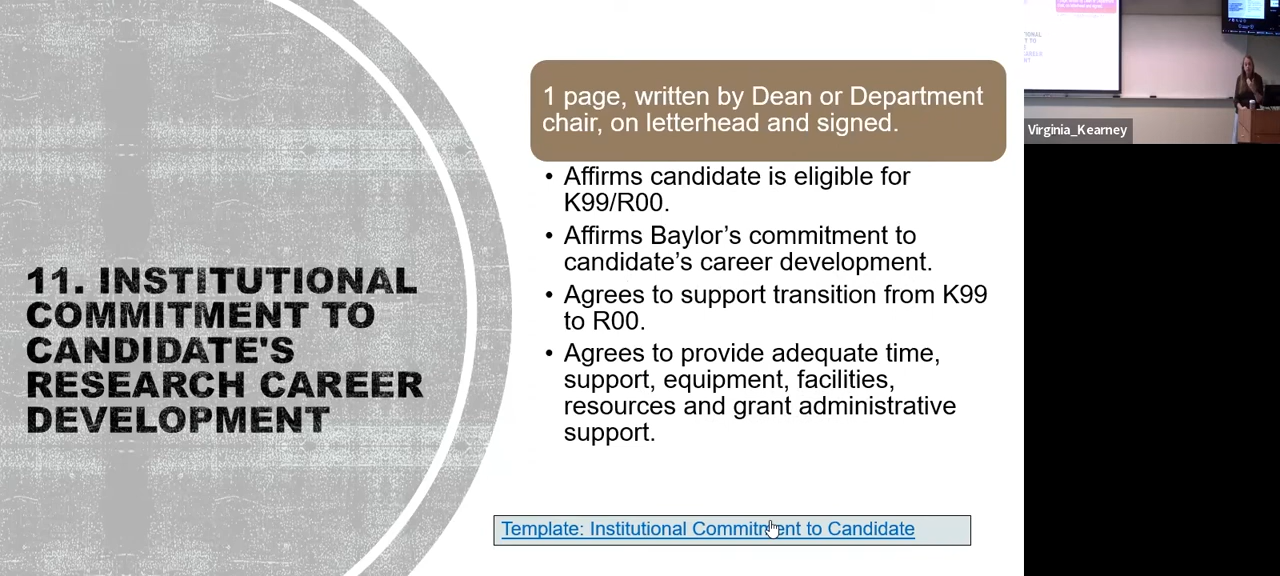 11. INSTITUTIONAL
COMMITMENT TO
CANDIDATE'S
RESEARCH CAREER
DEVELOPMENT
1 page, written by Dean or Department
chair, on letterhead and signed.
• Affirms candidate is eligible for
K99/R00.
• Affirms Baylor’s commitment to
candidate’s career development.
• Agrees to support transition from K99
to R00.
• Agrees to provide adequate time,
support, equipment, facilities,
resources and grant administrative
support.
Template: Institutional Commitment to Candidate
Virginia_Kearney